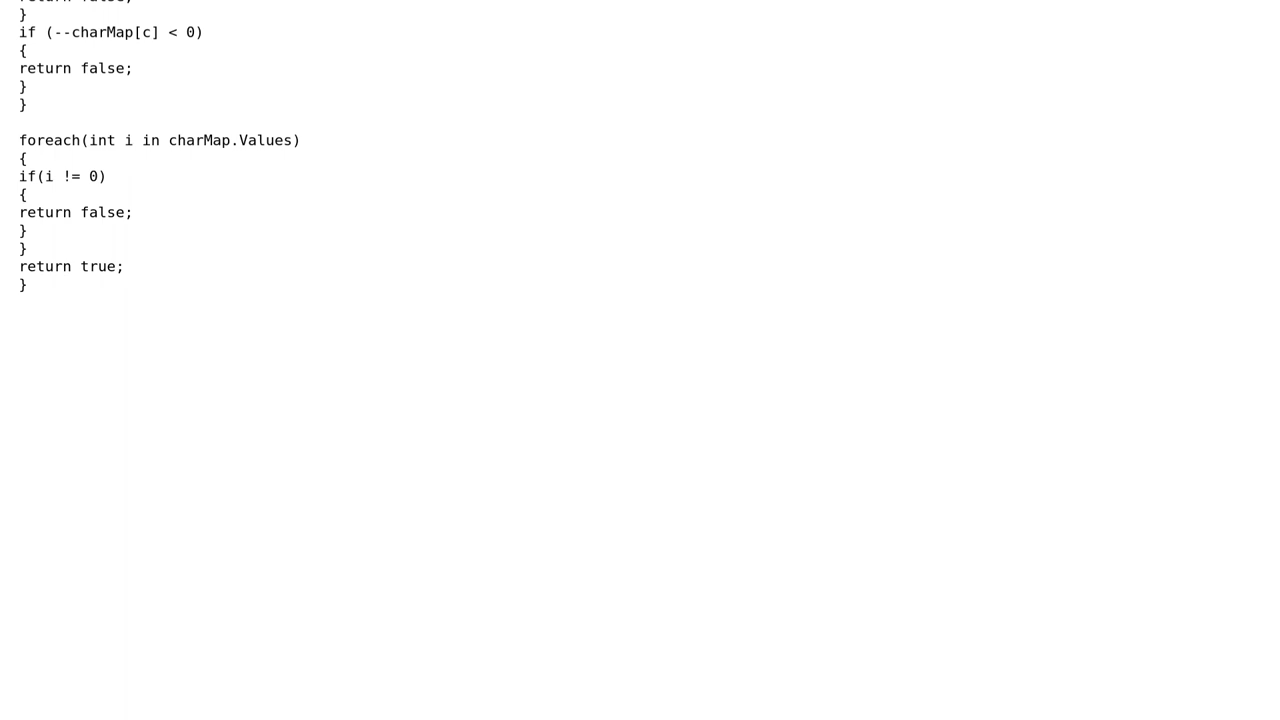 }
if (--charMap[c] < 0)
{
return false;
}
}
foreach(int i in charMap.Values)
{
if(i != 0)
{
return false;
}
}
return true;
}